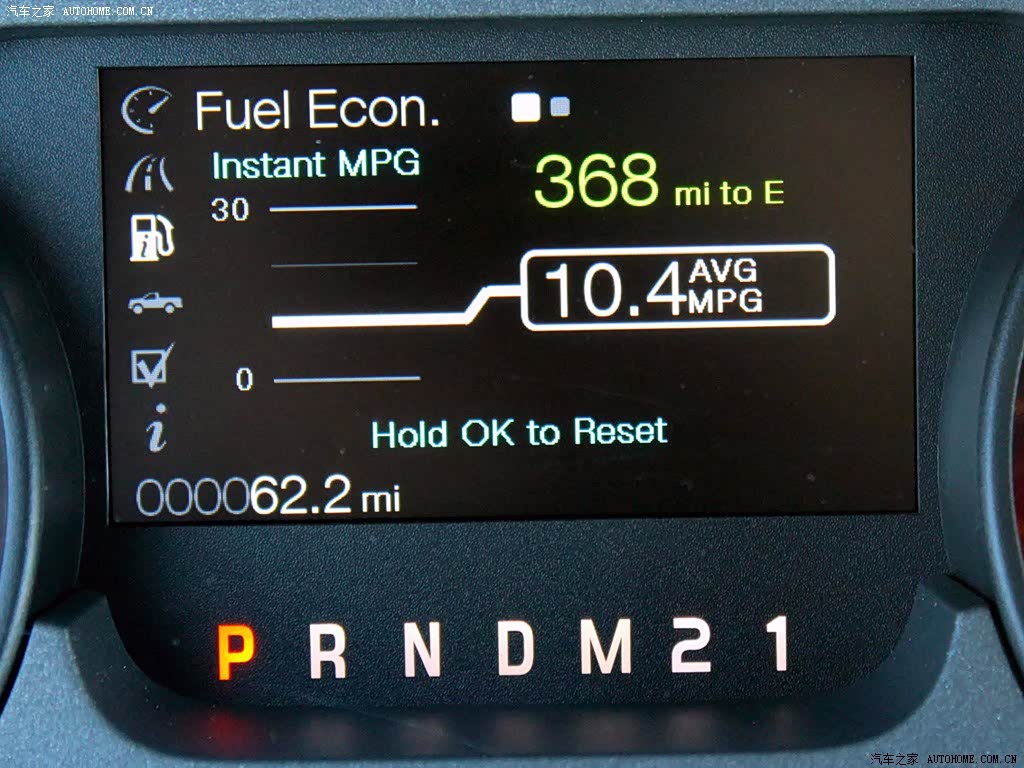 汽车之家 AUTOHOME.COM.CN
Fuel Econ.
Instant MPG
368 mi to E
30
10.4 AVG MPG
0
Hold OK to Reset
000062.2 mi
P R N D M 2 1
汽车之家 AUTOHOME.COM.CN